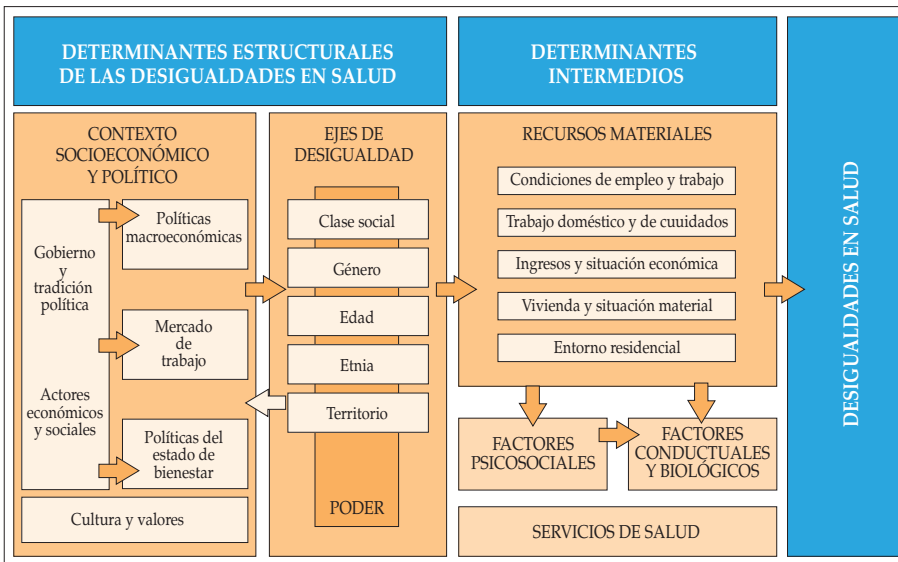 DETERMINANTES ESTRUCTURALES
DE LAS DESIGUALDADES EN SALUD
DETERMINANTES
INTERMEDIOS
DESIGUALDADES EN SALUD
CONTEXTO
SOCIOECONÓMICO
Y POLÍTICO
Gobierno
y
tradición
política
Actores
económicos
y sociales
Políticas
macroeconómicas
Mercado
de
trabajo
Políticas del
estado de
bienestar
Cultura y valores
EJES DE
DESIGUALDAD
Clase social
Género
Edad
Etnia
Territorio
PODER
RECURSOS MATERIALES
Condiciones de empleo y trabajo
Trabajo doméstico y de cuuidados
Ingresos y situación económica
Vivienda y situación material
Entorno residencial
FACTORES
PSICOSOCIALES
FACTORES
CONDUCTUALES
Y BIOLÓGICOS
SERVICIOS DE SALUD